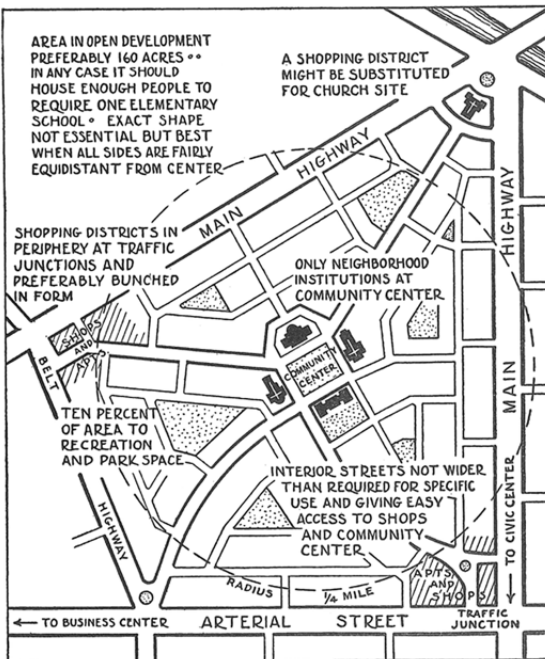 AREA IN OPEN DEVELOPMENT
PREFERABLY 160 ACRES ••
IN ANY CASE IT SHOULD
HOUSE ENOUGH PEOPLE TO
REQUIRE ONE ELEMENTARY
SCHOOL • EXACT SHAPE
NOT ESSENTIAL BUT BEST
WHEN ALL SIDES ARE FAIRLY
EQUIDISTANT FROM CENTER
A SHOPPING DISTRICT
MIGHT BE SUBSTITUTED
FOR CHURCH SITE
MAIN HIGHWAY
HIGHWAY
MAIN
SHOPPING DISTRICTS IN
PERIPHERY AT TRAFFIC
JUNCTIONS AND
PREFERABLY BUNCHED
IN FORM
ONLY NEIGHBORHOOD
INSTITUTIONS AT
COMMUNITY CENTER
SHOPS
AND
APTS
BELT
HIGHWAY
COMMUNITY
CENTER
TEN PERCENT
OF AREA TO
RECREATION
AND PARK SPACE
INTERIOR STREETS NOT WIDER
THAN REQUIRED FOR SPECIFIC
USE AND GIVING EASY
ACCESS TO SHOPS
AND COMMUNITY
CENTER
TO CIVIC CENTER
RADIUS 1/4 MILE
APTS
AND
SHOPS
TRAFFIC
JUNCTION
← TO BUSINESS CENTER
ARTERIAL STREET